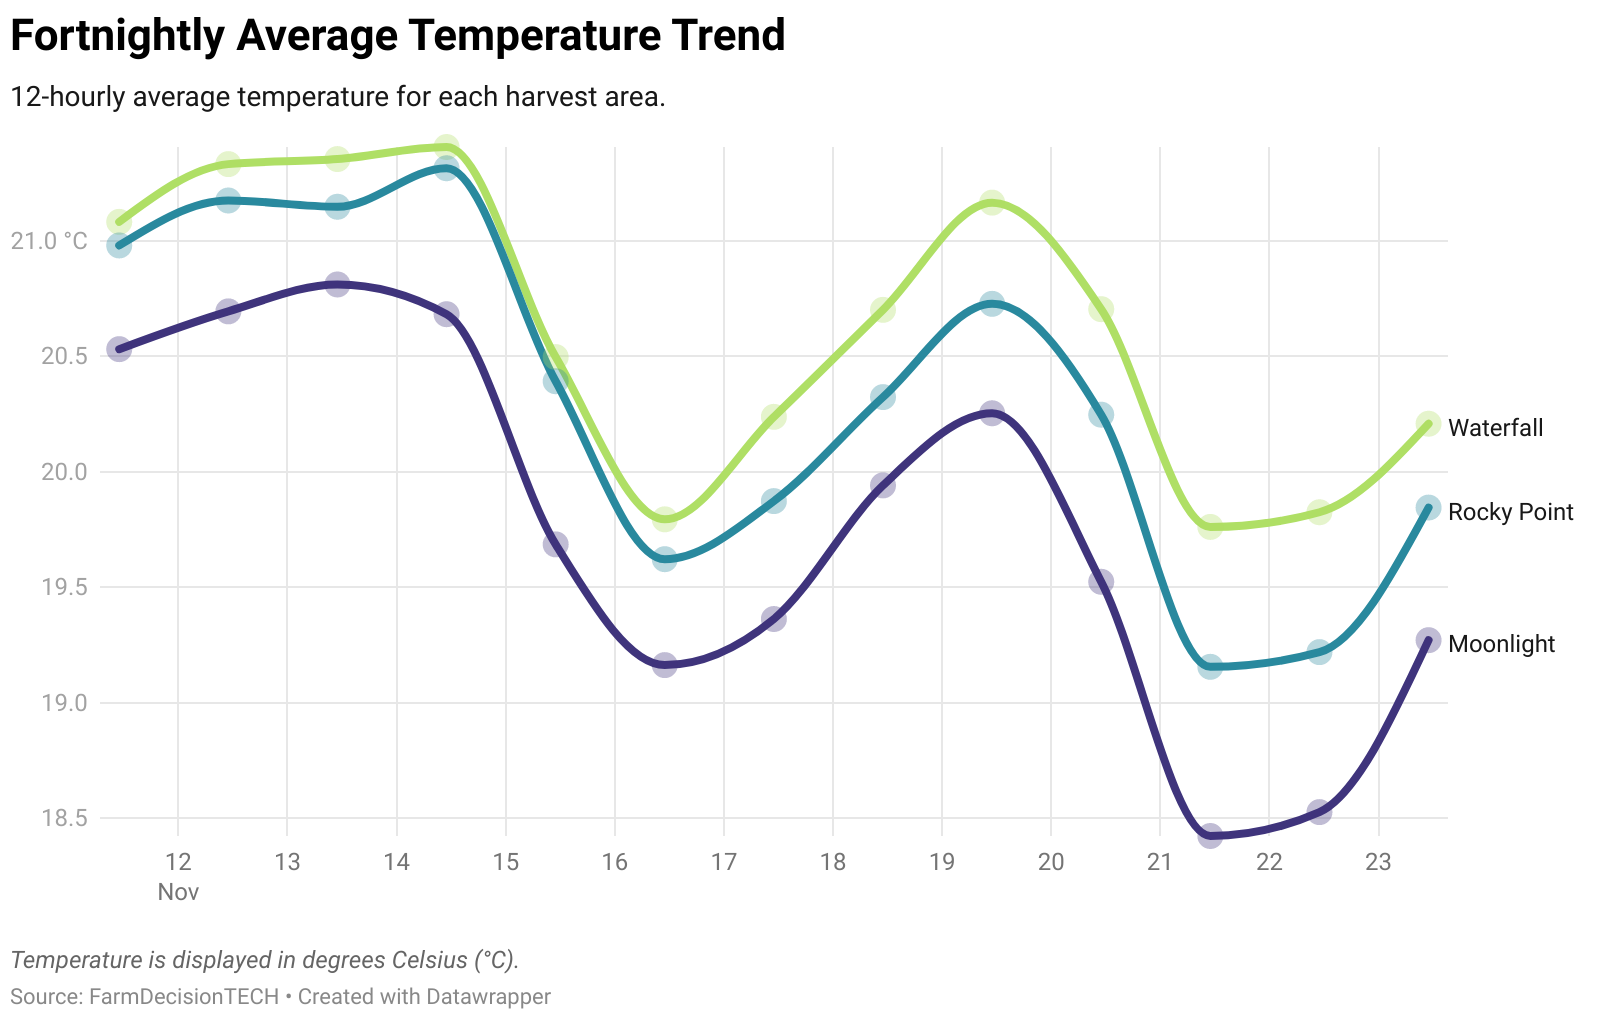 Fortnightly Average Temperature Trend
12-hourly average temperature for each harvest area.
21.0 °C
20.5
20.0
19.5
19.0
18.5
Waterfall
Rocky Point
Moonlight
12 13 14 15 16 17 18 19 20 21 22 23
Nov
Temperature is displayed in degrees Celsius (°C).
Source: FarmDecisionTECH • Created with Datawrapper